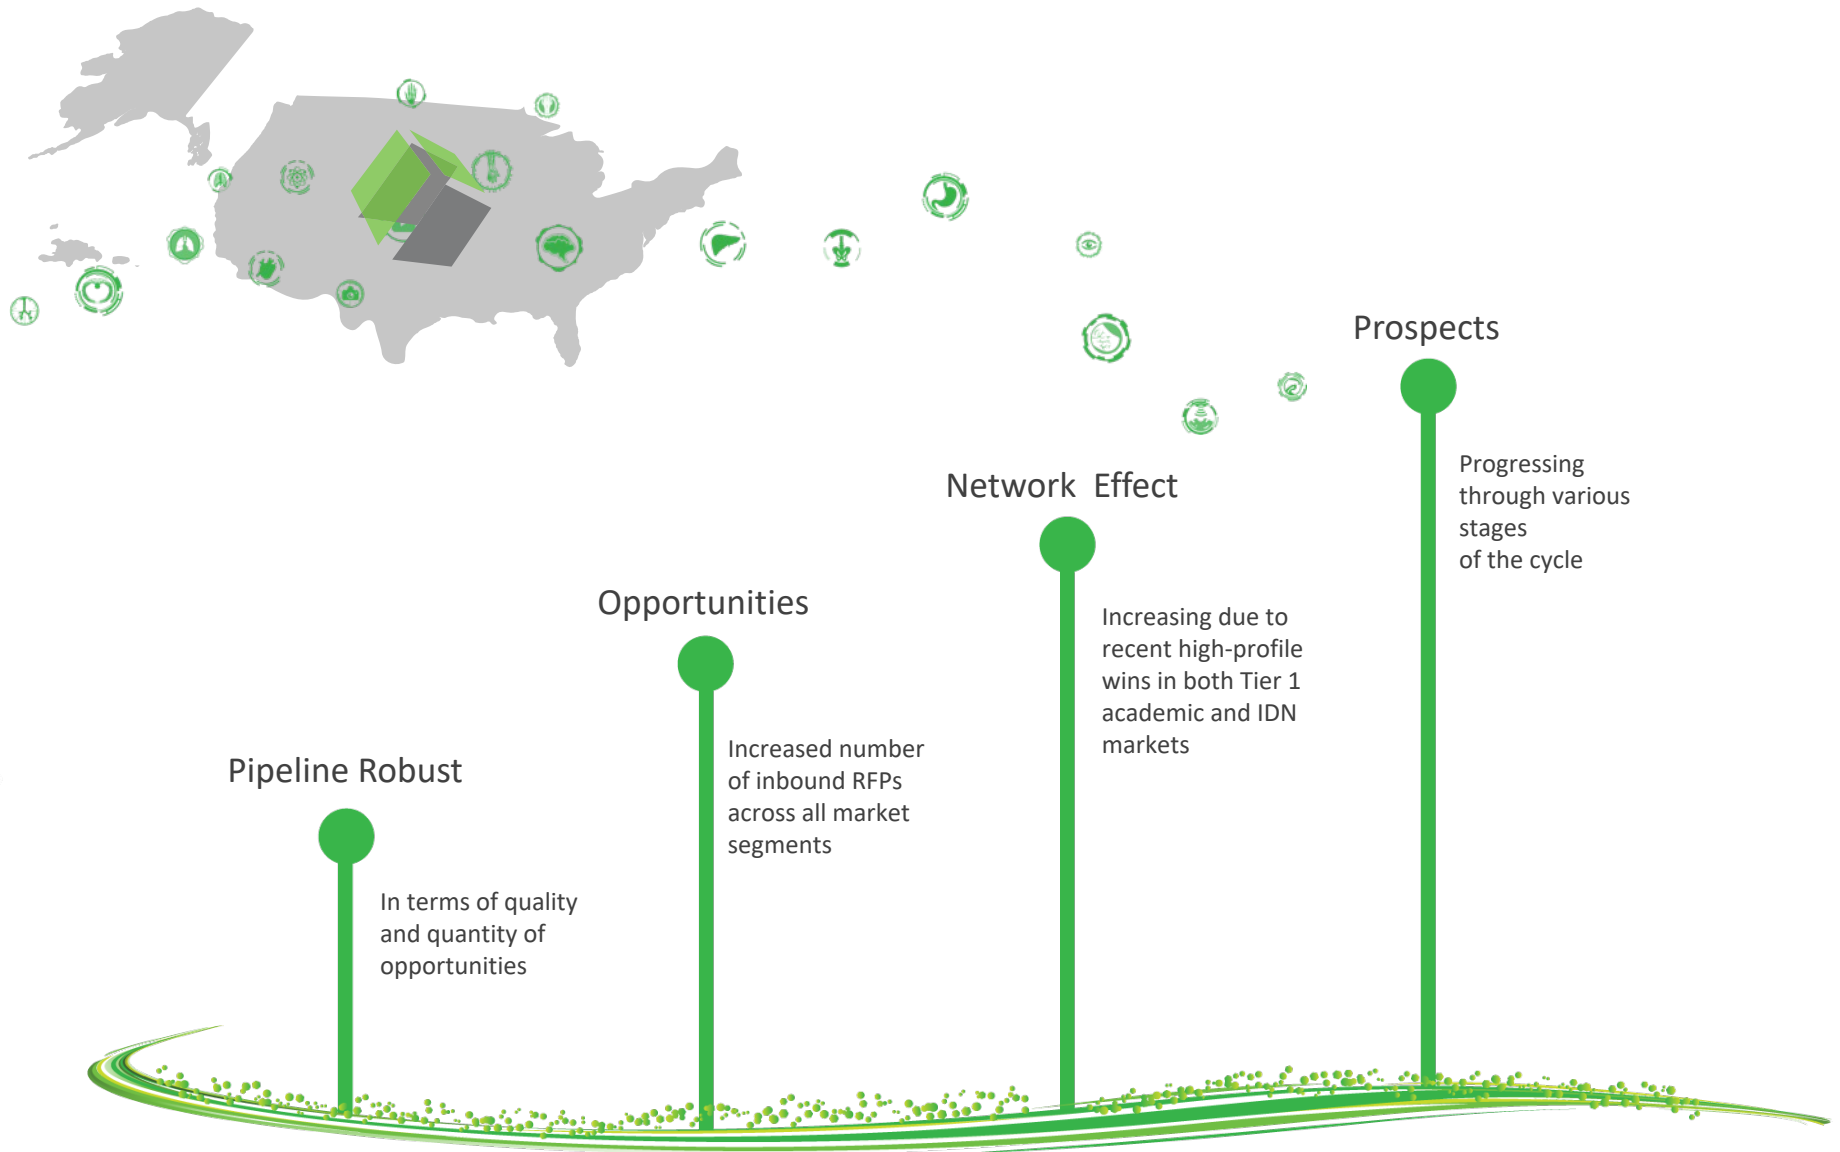 Prospects
Progressing
through various
stages
of the cycle
Network Effect
Increasing due to
recent high-profile
wins in both Tier 1
academic and IDN
markets
Opportunities
Increased number
of inbound RFPs
across all market
segments
Pipeline Robust
In terms of quality
and quantity of
opportunities